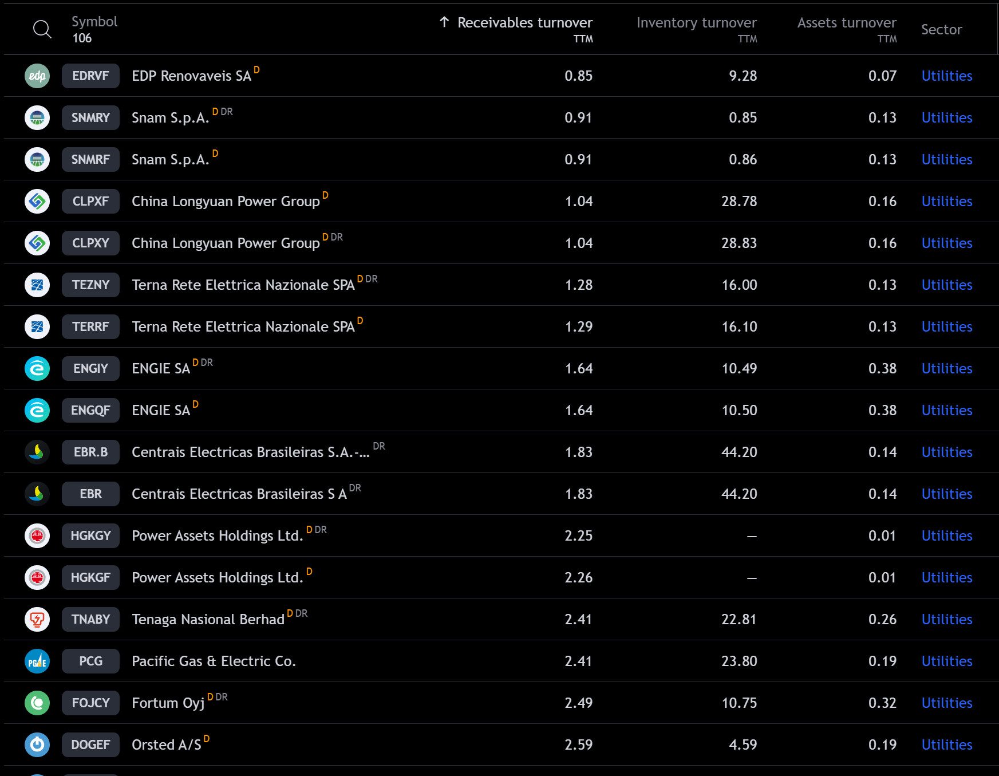 Symbol ↑ Receivables turnover Inventory turnover Assets turnover Sector
106 TTM TTM TTM
edp EDRVF EDP Renovaveis SA D 0.85 9.28 0.07 Utilities
SNMRY Snam S.p.A. D DR 0.91 0.85 0.13 Utilities
SNMRF Snam S.p.A. D 0.91 0.86 0.13 Utilities
CLPXF China Longyuan Power Group D 1.04 28.78 0.16 Utilities
CLPXY China Longyuan Power Group D DR 1.04 28.83 0.16 Utilities
TEZNY Terna Rete Elettrica Nazionale SPA D DR 1.28 16.00 0.13 Utilities
TERRF Terna Rete Elettrica Nazionale SPA D 1.29 16.10 0.13 Utilities
ENGIY ENGIE SA D DR 1.64 10.49 0.38 Utilities
ENGQF ENGIE SA D 1.64 10.50 0.38 Utilities
EBR.B Centrais Electricas Brasileiras S.A.-... DR 1.83 44.20 0.14 Utilities
EBR Centrais Electricas Brasileiras S A DR 1.83 44.20 0.14 Utilities
HGKGY Power Assets Holdings Ltd. D DR 2.25 — 0.01 Utilities
HGKGF Power Assets Holdings Ltd. D 2.26 — 0.01 Utilities
TNABY Tenaga Nasional Berhad D DR 2.41 22.81 0.26 Utilities
PG&E PCG Pacific Gas & Electric Co. 2.41 23.80 0.19 Utilities
FOJCY Fortum Oyj D DR 2.49 10.75 0.32 Utilities
DOGEF Orsted A/S D 2.59 4.59 0.19 Utilities